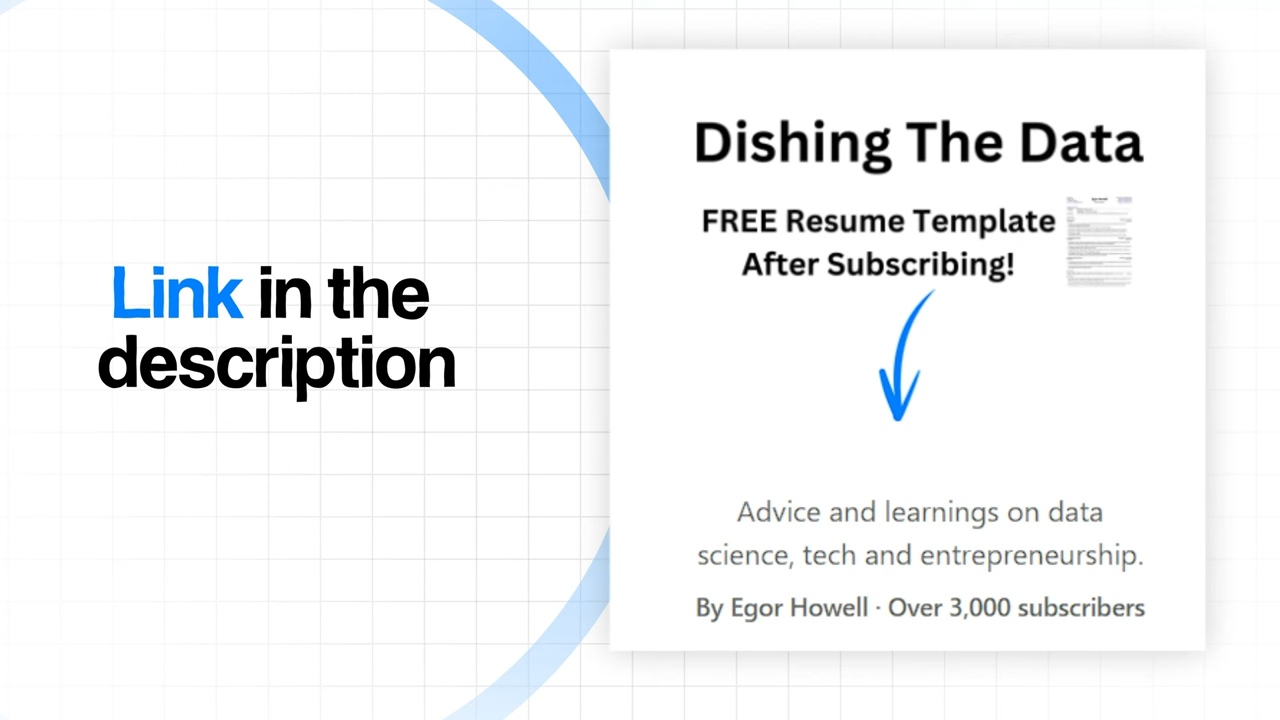 Link in the
description
Dishing The Data
FREE Resume Template
After Subscribing!
Advice and learnings on data
science, tech and entrepreneurship.
By Egor Howell · Over 3,000 subscribers